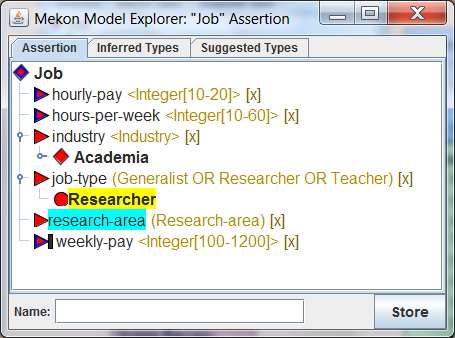 Mekon Model Explorer: "Job" Assertion
Assertion Inferred Types Suggested Types
Job
hourly-pay <Integer[10-20]> [x]
hours-per-week <Integer[10-60]> [x]
industry <Industry> [x]
Academia
job-type (Generalist OR Researcher OR Teacher) [x]
Researcher
research-area (Research-area) [x]
weekly-pay <Integer[100-1200]> [x]
Name: Store